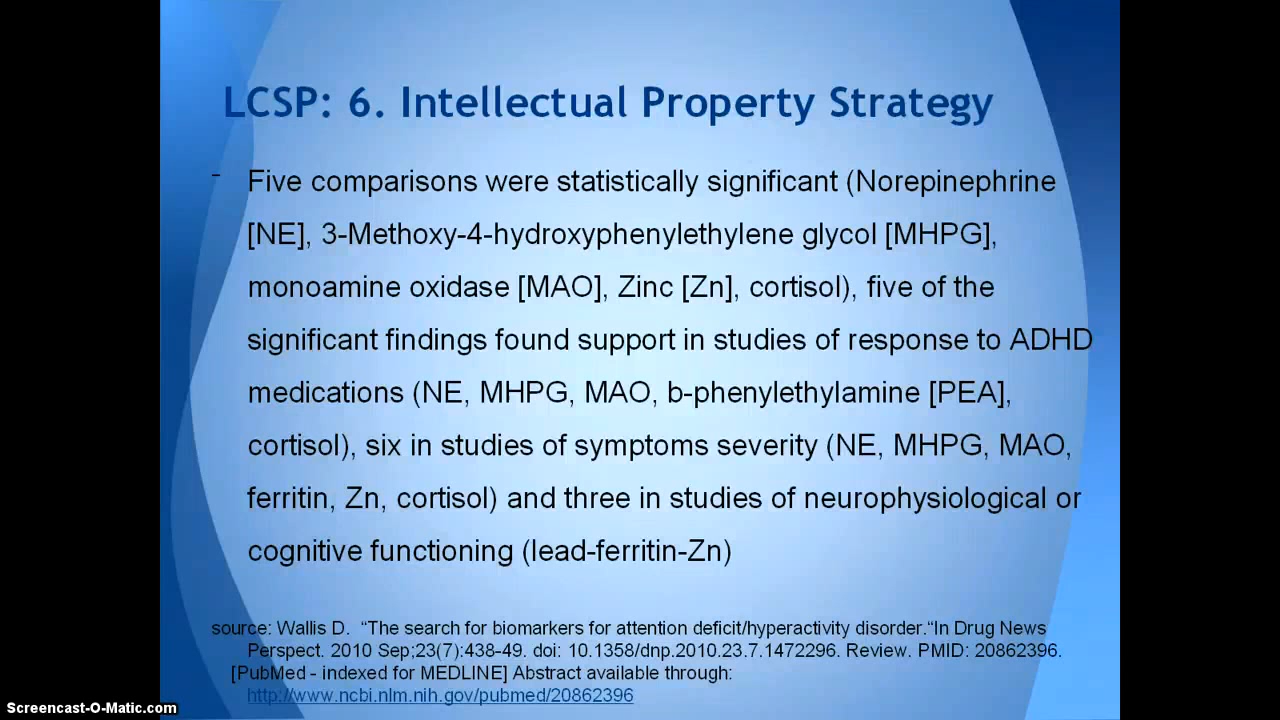 LCSP: 6. Intellectual Property Strategy
- Five comparisons were statistically significant (Norepinephrine
[NE], 3-Methoxy-4-hydroxyphenylethylene glycol [MHPG],
monoamine oxidase [MAO], Zinc [Zn], cortisol), five of the
significant findings found support in studies of response to ADHD
medications (NE, MHPG, MAO, b-phenylethylamine [PEA],
cortisol), six in studies of symptoms severity (NE, MHPG, MAO,
ferritin, Zn, cortisol) and three in studies of neurophysiological or
cognitive functioning (lead-ferritin-Zn)
source: Wallis D. “The search for biomarkers for attention deficit/hyperactivity disorder.“In Drug News
Perspect. 2010 Sep;23(7):438-49. doi: 10.1358/dnp.2010.23.7.1472296. Review. PMID: 20862396.
[PubMed - indexed for MEDLINE] Abstract available through:
http://www.ncbi.nlm.nih.gov/pubmed/20862396
Screencast-O-Matic.com